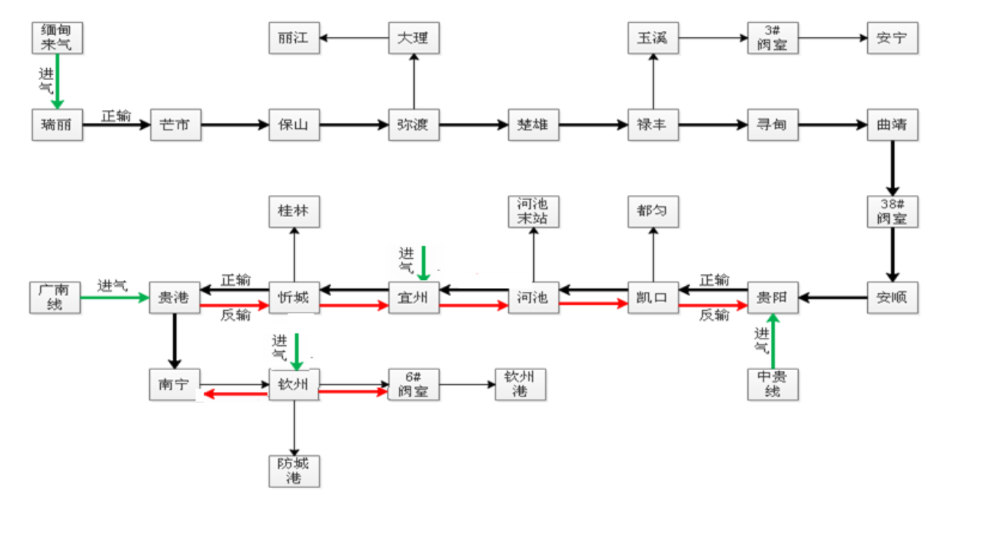 缅甸
来气
丽江
大理
玉溪
3#
阀室
安宁
进
气
瑞丽
正输
芒市
保山
弥渡
楚雄
禄丰
寻甸
曲靖
桂林
河池
末站
都匀
38#
阀室
进
气
广南
线
进气
贵港
正输
反输
忻城
宜州
河池
凯口
正输
反输
贵阳
安顺
进
气
进
气
南宁
钦州
6#
阀室
钦州
港
中贵
线
防城
港